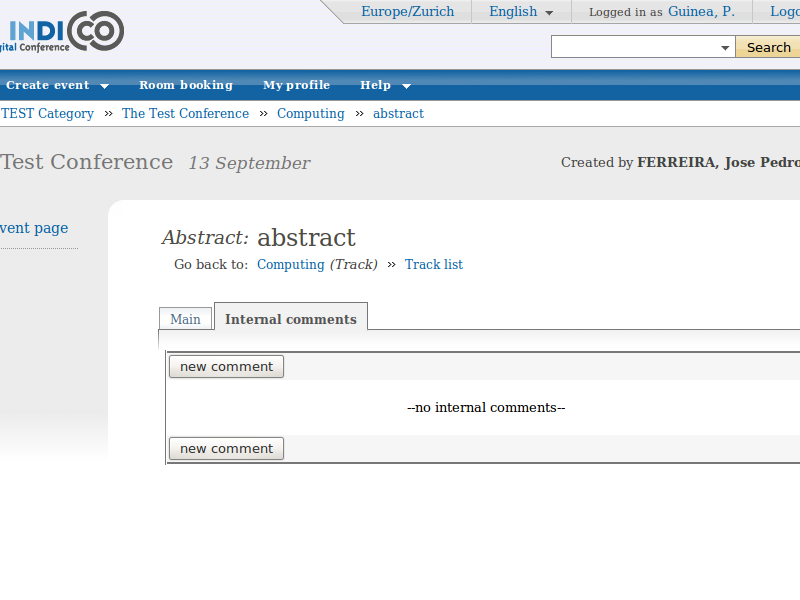 Europe/Zurich English Logged in as Guinea, P.
INDICO
Digital Conference
Search
Create event Room booking My profile Help
TEST Category » The Test Conference » Computing » abstract
Test Conference 13 September Created by FERREIRA, Jose Pedro
vent page
Abstract: abstract
Go back to: Computing (Track) » Track list
Main Internal comments
new comment
--no internal comments--
new comment